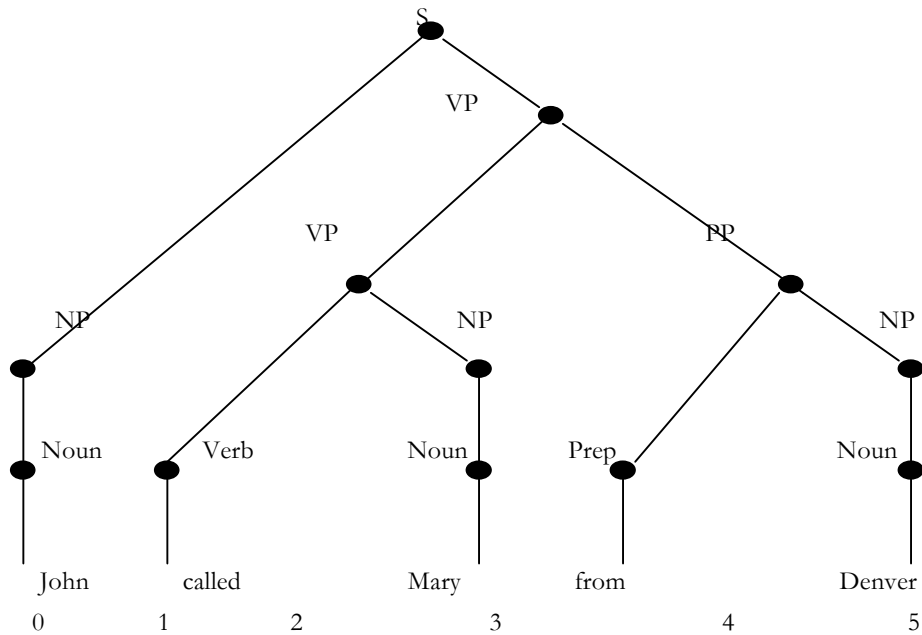 S
VP
VP PP
NP NP NP
Noun Verb Noun Prep Noun
John called Mary from Denver
0 1 2 3 4 5